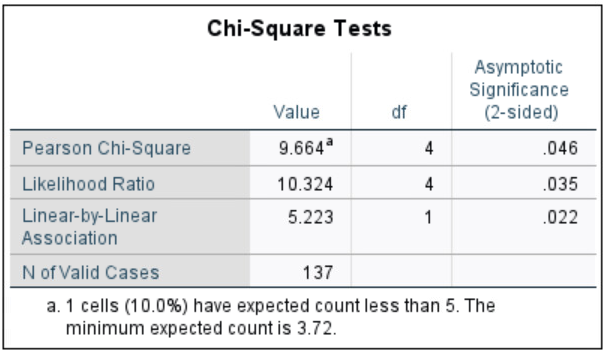 Chi-Square Tests
Value df Asymptotic Significance (2-sided)
Pearson Chi-Square 9.664a 4 .046
Likelihood Ratio 10.324 4 .035
Linear-by-Linear Association 5.223 1 .022
N of Valid Cases 137
a. 1 cells (10.0%) have expected count less than 5. The
minimum expected count is 3.72.